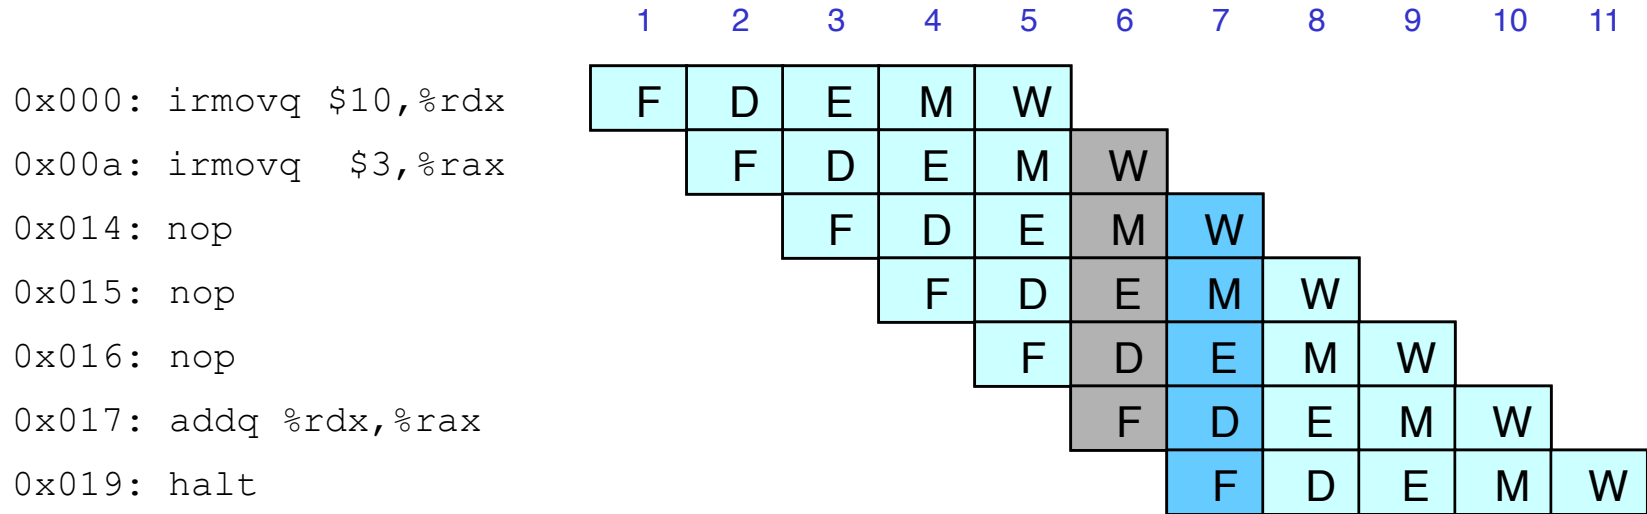 1 2 3 4 5 6 7 8 9 10 11
0x000: irmovq $10,%rdx F D E M W
0x00a: irmovq  $3,%rax F D E M W
0x014: nop F D E M W
0x015: nop F D E M W
0x016: nop F D E M W
0x017: addq %rdx,%rax F D E M W
0x019: halt F D E M W